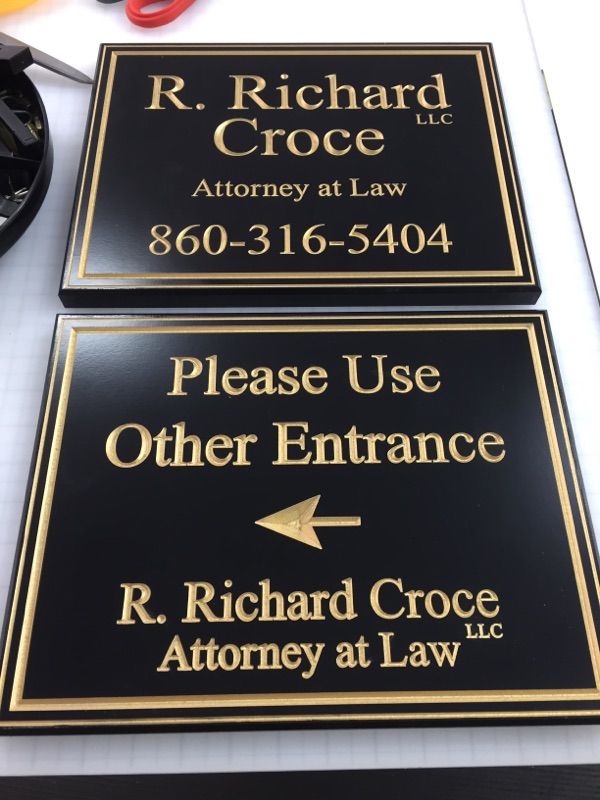 R. Richard
Croce LLC
Attorney at Law
860-316-5404
Please Use
Other Entrance
R. Richard Croce
Attorney at Law LLC